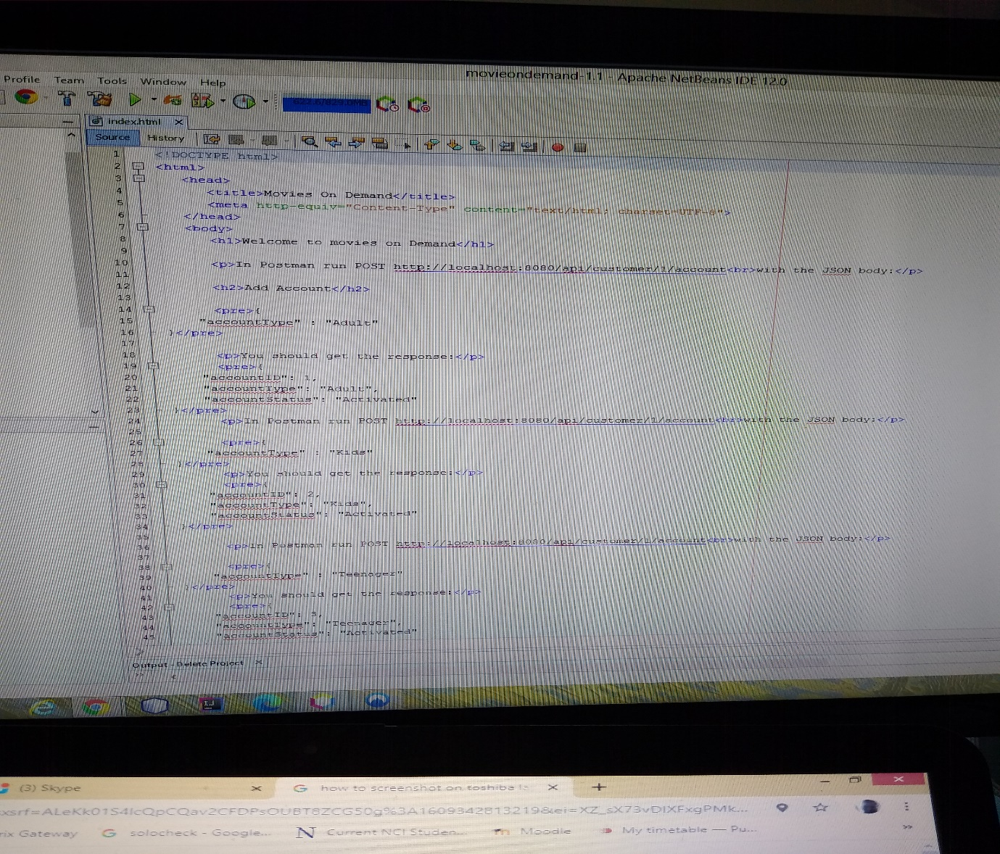 movieondemand-1.1 - Apache NetBeans IDE 12.0
Profile Team Tools Window Help
index.html
Source History
1 <!DOCTYPE html>
2 <html>
3 <head>
4 <title>Movies On Demand</title>
5 <meta http-equiv="Content-Type" content="text/html; charset=UTF-8">
6 </head>
7 <body>
8 <h1>Welcome to movies on Demand</h1>
9
10 <p>In Postman run POST http://localhost:8080/api/customer/1/account<br>with the JSON body:</p>
11
12 <h2>Add Account</h2>
13
14 <pre>{
15 "accountType" : "Adult"
16 }</pre>
17
18 <p>You should get the response:</p>
19 <pre>{
20 "accountID": 1,
21 "accountType": "Adult",
22 "accountStatus": "Activated"
23 }</pre>
24 <p>In Postman run POST http://localhost:8080/api/customer/1/account<br>with the JSON body:</p>
25
26 <pre>{
27 "accountType" : "Kids"
28 }</pre>
29 <p>You should get the response:</p>
30 <pre>{
31 "accountID": 2,
32 "accountType": "Kids",
33 "accountStatus": "Activated"
34 }</pre>
35
36 <p>In Postman run POST http://localhost:8080/api/customer/1/account<br>with the JSON body:</p>
37
38 <pre>{
39 "accountType" : "Teenager"
40 }</pre>
41 <p>You should get the response:</p>
42 <pre>{
43 "accountID": 3,
44 "accountType": "Teenager",
45 "accountStatus": "Activated"
Output - Delete Project
(3) Skype how to screenshot on toshiba
rix Gateway solocheck - Google... Current NCI Studen... Moodle My timetable — Pu...